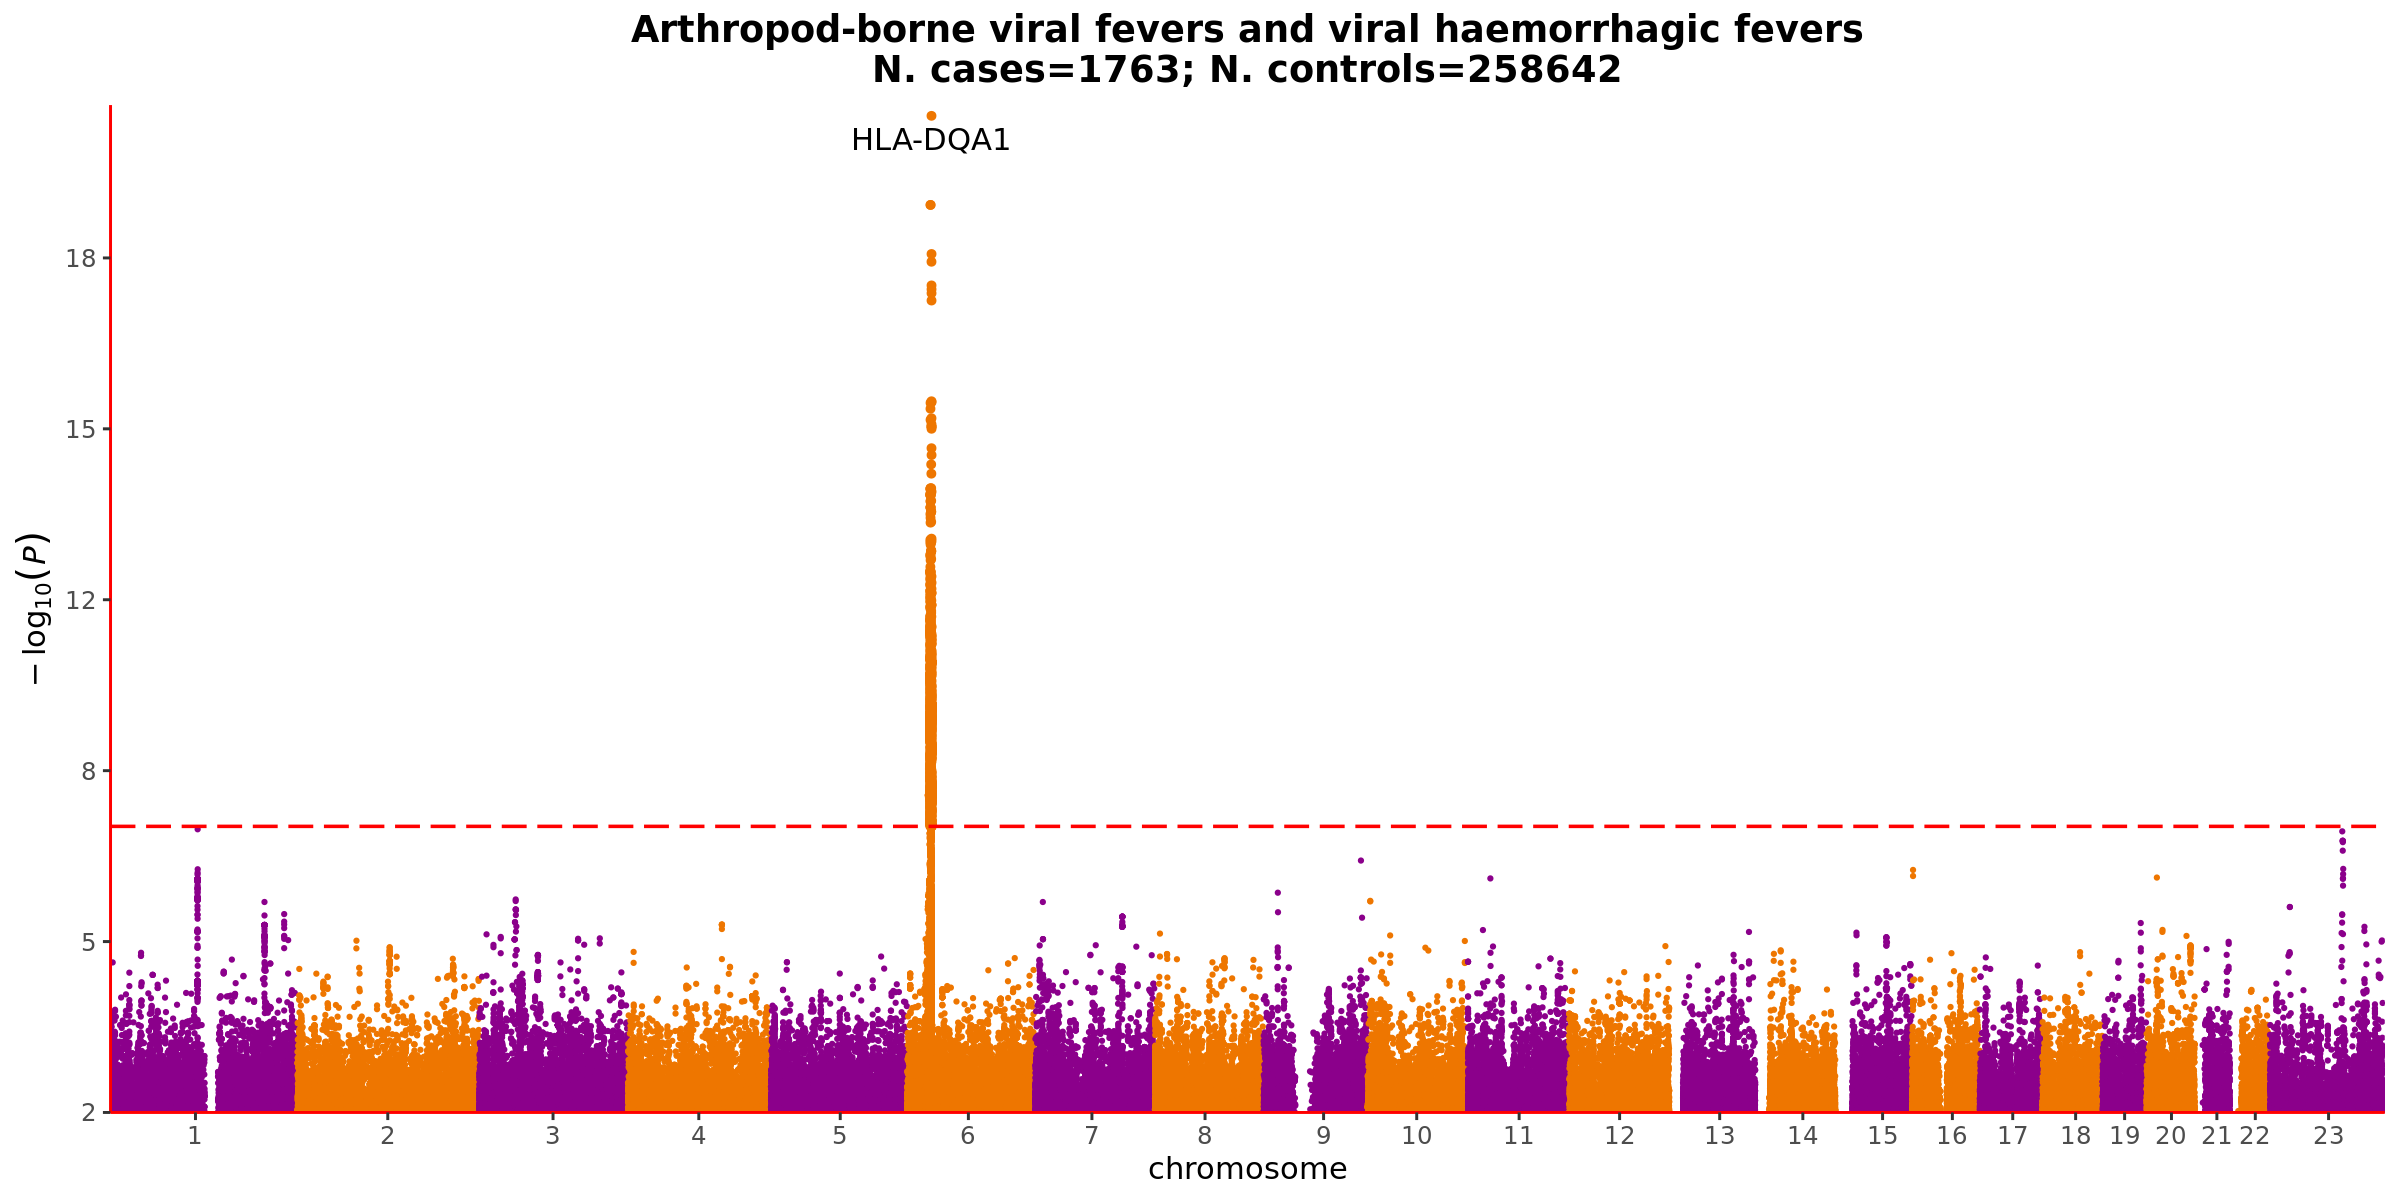 Arthropod-borne viral fevers and viral haemorrhagic fevers
N. cases=1763; N. controls=258642
HLA-DQA1
18
15
12
8
5
2
−log10(P)
1 2 3 4 5 6 7 8 9 10 11 12 13 14 15 16 17 18 19 20 21 22 23
chromosome